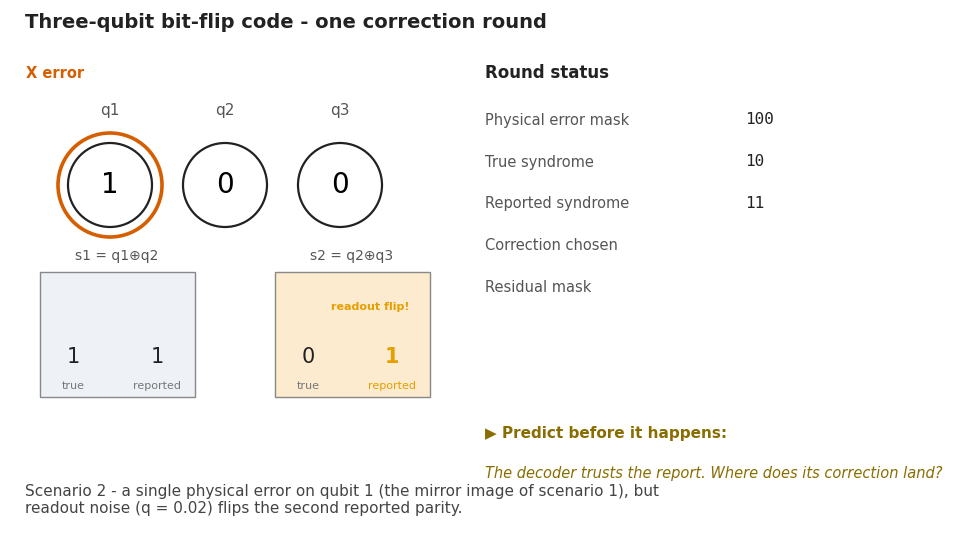 Three-qubit bit-flip code - one correction round
X error
q1 q2 q3
1 0 0
s1 = q1⊕q2 s2 = q2⊕q3
readout flip!
1 1 0 1
true reported true reported
Round status
Physical error mask 100
True syndrome 10
Reported syndrome 11
Correction chosen
Residual mask
▶ Predict before it happens:
The decoder trusts the report. Where does its correction land?
Scenario 2 - a single physical error on qubit 1 (the mirror image of scenario 1), but
readout noise (q = 0.02) flips the second reported parity.